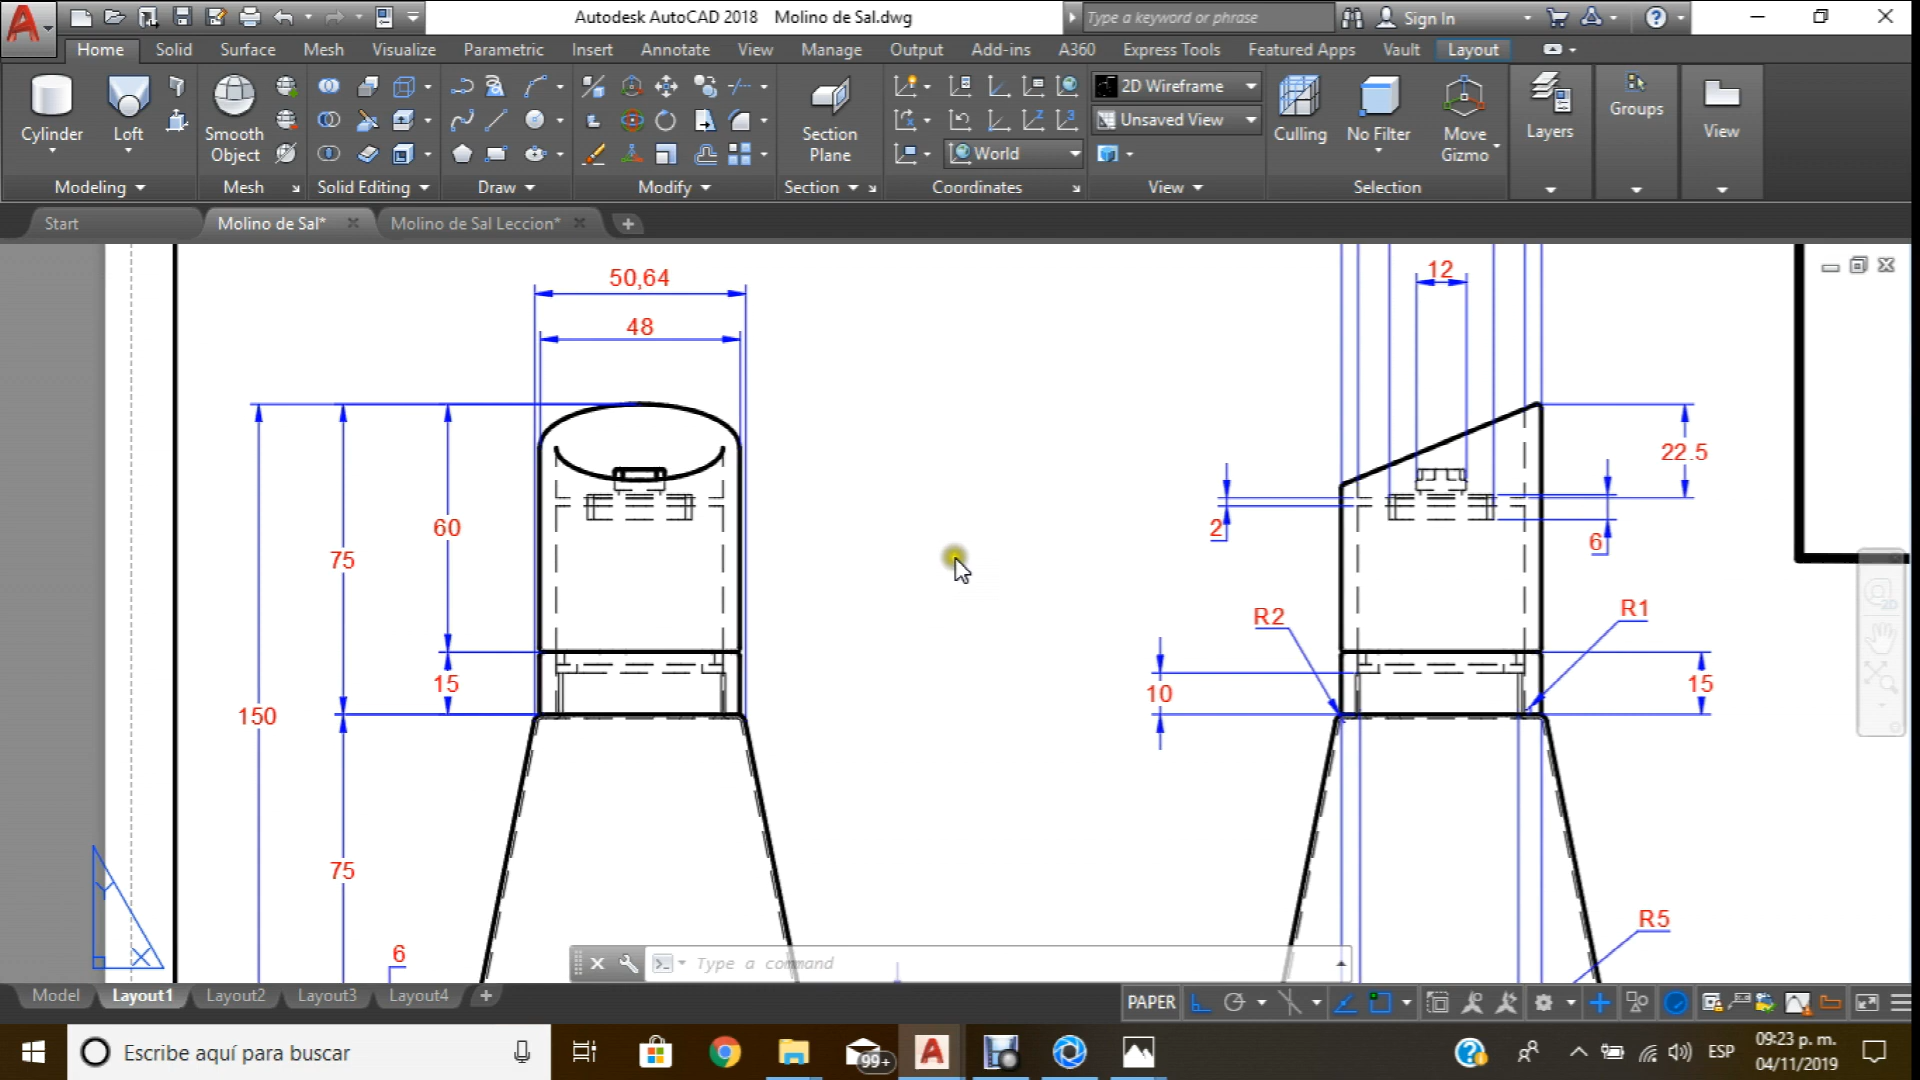 Autodesk AutoCAD 2018 Molino de Sal.dwg
Type a keyword or phrase
Sign In
Home Solid Surface Mesh Visualize Parametric Insert Annotate View Manage Output Add-ins A360 Express Tools Featured Apps Vault Layout
Cylinder
Loft
Smooth
Object
Section
Plane
World
2D Wireframe
Unsaved View
Culling
No Filter
Move
Gizmo
Layers
Groups
View
Modeling
Mesh
Solid Editing
Draw
Modify
Section
Coordinates
View
Selection
Start
Molino de Sal*
Molino de Sal Leccion*
50,64
48
12
22.5
60
75
2
6
R2
R1
15
10
15
150
75
6
R5
Y
X
Type a command
Model Layout1 Layout2 Layout3 Layout4
PAPER
Escribe aquí para buscar
99+
ESP
09:23 p. m.
04/11/2019